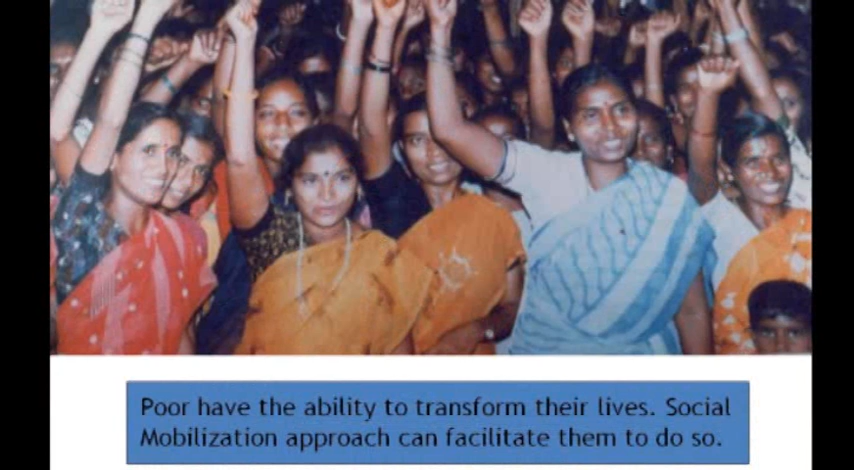 Poor have the ability to transform their lives. Social
Mobilization approach can facilitate them to do so.